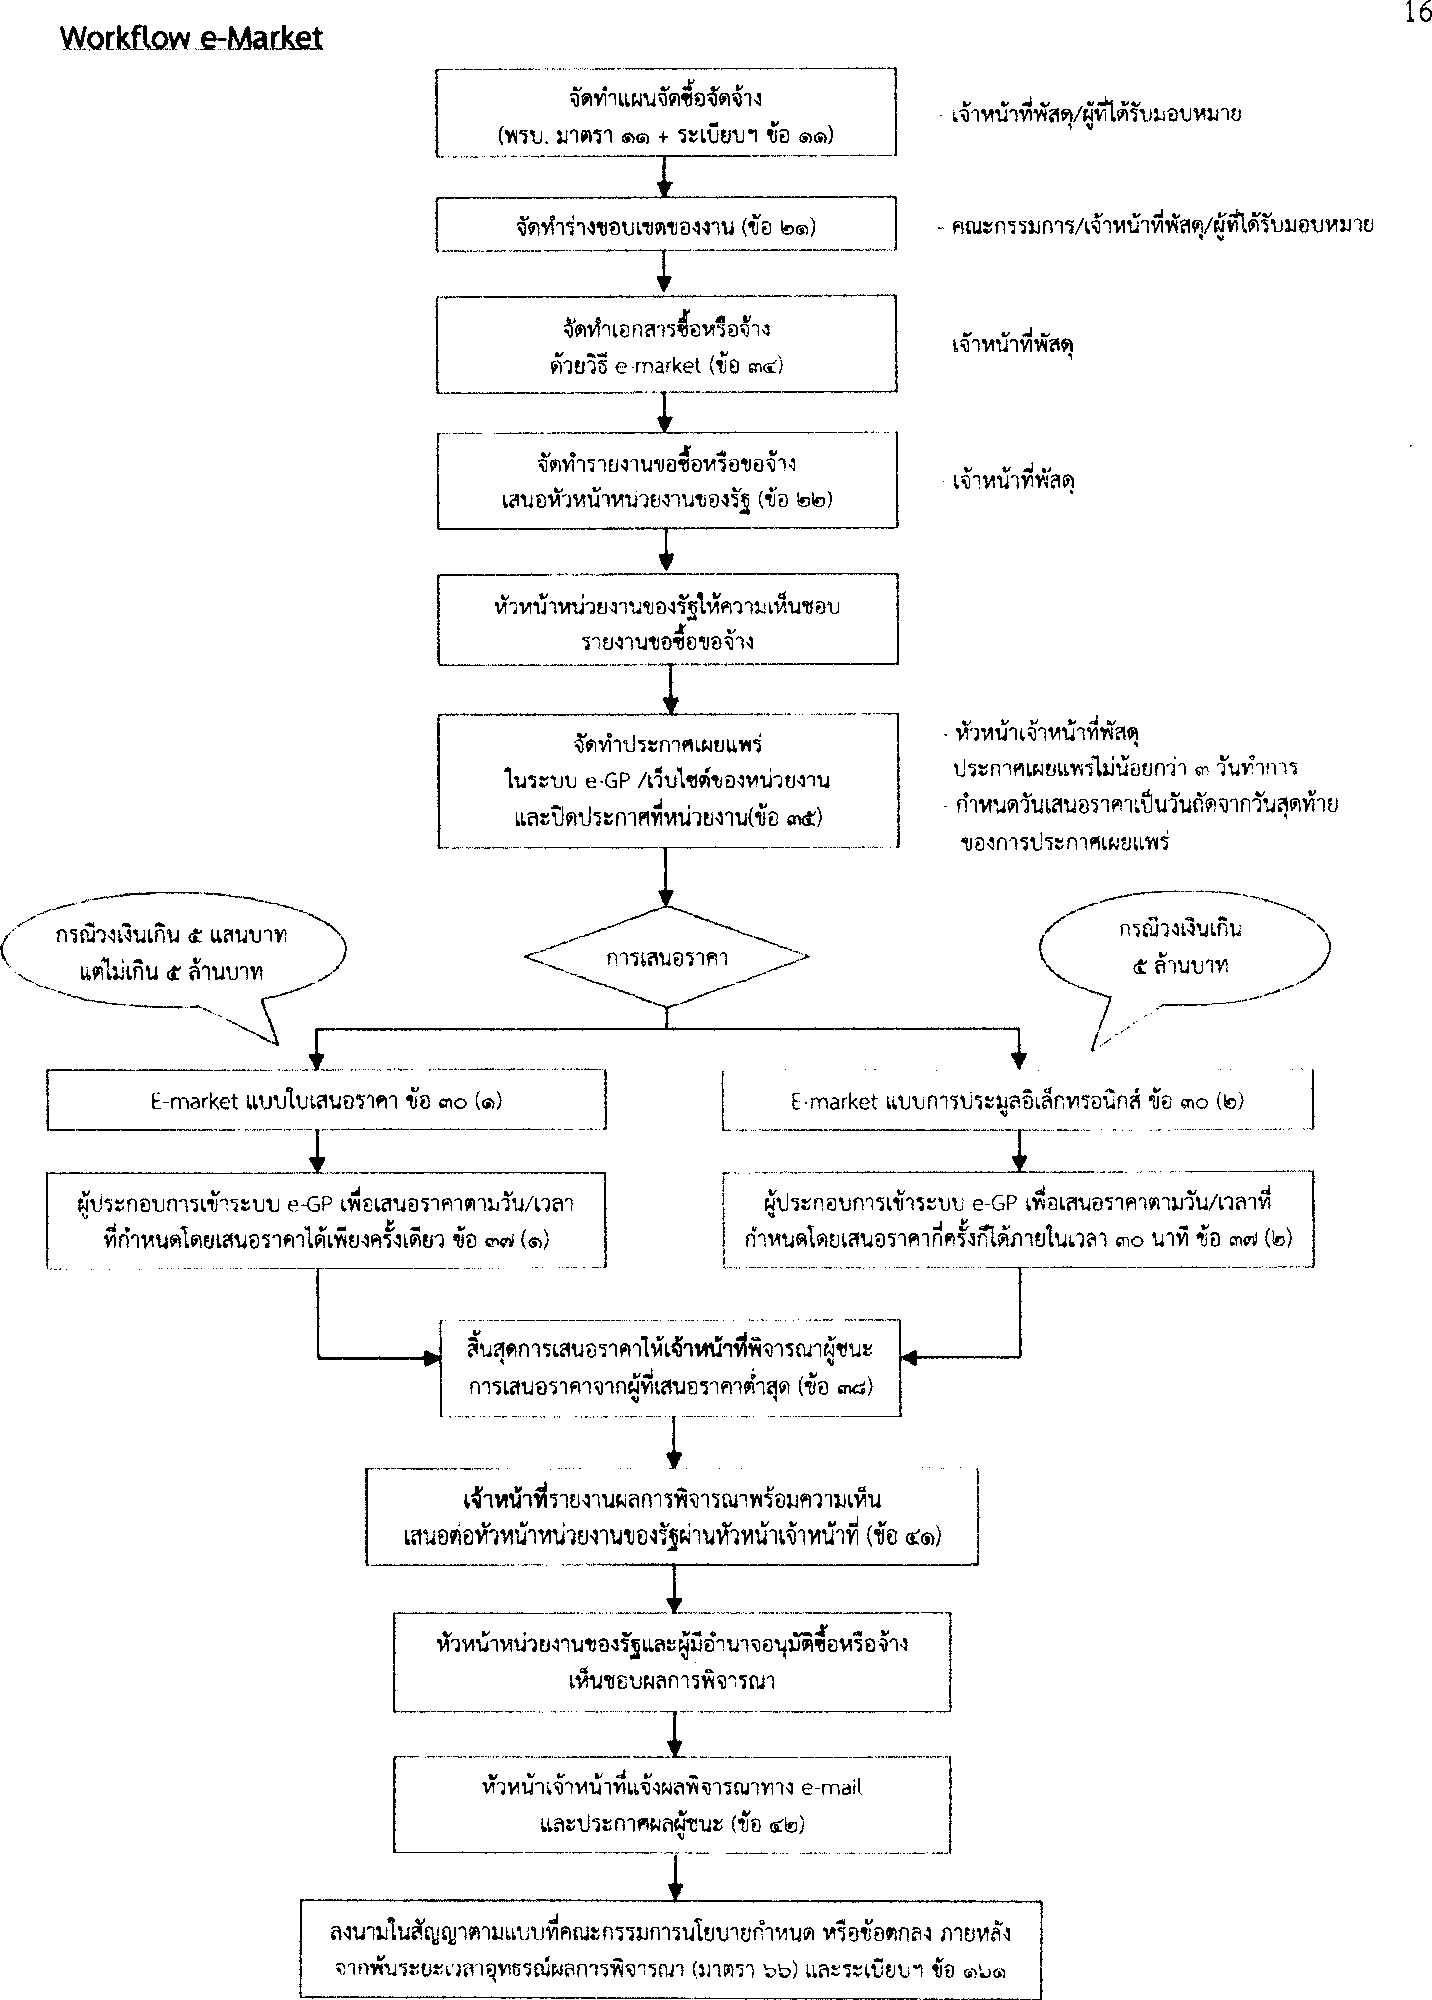 16
Workflow e-Market
จัดทำแผนจัดซื้อจัดจ้าง
(พรบ. มาตรา ๑๑ + ระเบียบฯ ข้อ ๑๑)
- เจ้าหน้าที่พัสดุ/ผู้ที่ได้รับมอบหมาย
จัดทำร่างขอบเขตของงาน (ข้อ ๒๑)
- คณะกรรมการ/เจ้าหน้าที่พัสดุ/ผู้ที่ได้รับมอบหมาย
จัดทำเอกสารซื้อหรือจ้าง
ด้วยวิธี e-market (ข้อ ๓๔)
เจ้าหน้าที่พัสดุ
จัดทำรายงานขอซื้อหรือขอจ้าง
เสนอหัวหน้าหน่วยงานของรัฐ (ข้อ ๒๒)
- เจ้าหน้าที่พัสดุ
หัวหน้าหน่วยงานของรัฐให้ความเห็นชอบ
รายงานขอซื้อขอจ้าง
จัดทำประกาศเผยแพร่
ในระบบ e-GP /เว็บไซต์ของหน่วยงาน
และปิดประกาศที่หน่วยงาน(ข้อ ๓๕)
- หัวหน้าเจ้าหน้าที่พัสดุ
ประกาศเผยแพร่ไม่น้อยกว่า ๓ วันทำการ
- กำหนดวันเสนอราคาเป็นวันถัดจากวันสุดท้าย
ของการประกาศเผยแพร่
กรณีวงเงินเกิน ๕ แสนบาท
แต่ไม่เกิน ๕ ล้านบาท
การเสนอราคา
กรณีวงเงินเกิน
๕ ล้านบาท
E-market แบบใบเสนอราคา ข้อ ๓๐ (๑)
E-market แบบการประมูลอิเล็กทรอนิกส์ ข้อ ๓๐ (๒)
ผู้ประกอบการเข้าระบบ e-GP เพื่อเสนอราคาตามวัน/เวลา
ที่กำหนดโดยเสนอราคาได้เพียงครั้งเดียว ข้อ ๓๗ (๑)
ผู้ประกอบการเข้าระบบ e-GP เพื่อเสนอราคาตามวัน/เวลาที่
กำหนดโดยเสนอราคากี่ครั้งก็ได้ภายในเวลา ๓๐ นาที ข้อ ๓๗ (๒)
สิ้นสุดการเสนอราคาให้เจ้าหน้าที่พิจารณาผู้ชนะ
การเสนอราคาจากผู้ที่เสนอราคาต่ำสุด (ข้อ ๓๘)
เจ้าหน้าที่รายงานผลการพิจารณาพร้อมความเห็น
เสนอต่อหัวหน้าหน่วยงานของรัฐผ่านหัวหน้าเจ้าหน้าที่ (ข้อ ๔๑)
หัวหน้าหน่วยงานของรัฐและผู้มีอำนาจอนุมัติซื้อหรือจ้าง
เห็นชอบผลการพิจารณา
หัวหน้าเจ้าหน้าที่แจ้งผลพิจารณาทาง e-mail
และประกาศผลผู้ชนะ (ข้อ ๔๒)
ลงนามในสัญญาตามแบบที่คณะกรรมการนโยบายกำหนด หรือข้อตกลง ภายหลัง
จากพ้นระยะเวลาอุทธรณ์ผลการพิจารณา (มาตรา ๖๖) และระเบียบฯ ข้อ ๑๖๑